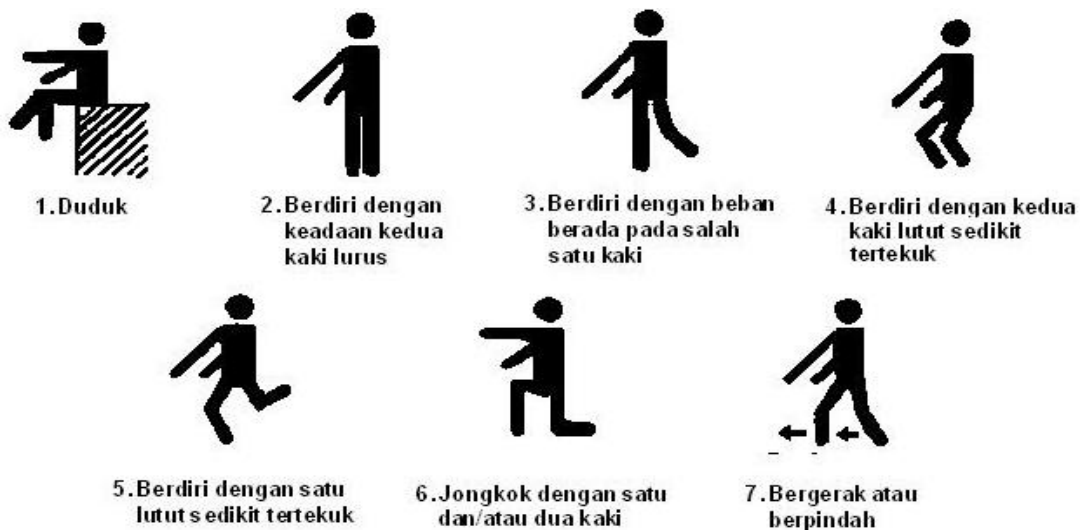 1.Duduk
2.Berdiri dengan
keadaan kedua
kaki lurus
3.Berdiri dengan beban
berada pada salah
satu kaki
4.Berdiri dengan kedua
kaki lutut sedikit
tertekuk
5.Berdiri dengan satu
lutut sedikit tertekuk
6.Jongkok dengan satu
dan/atau dua kaki
7.Bergerak atau
berpindah